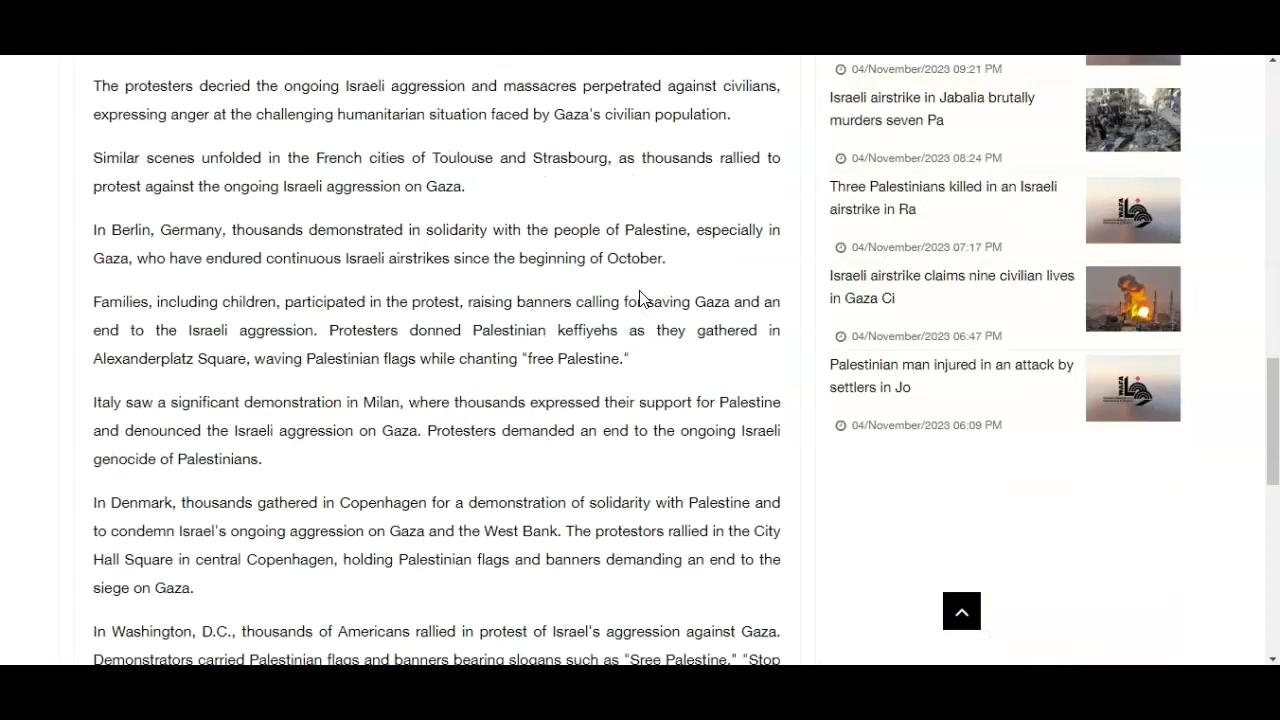 The protesters decried the ongoing Israeli aggression and massacres perpetrated against civilians,
expressing anger at the challenging humanitarian situation faced by Gaza's civilian population.
Similar scenes unfolded in the French cities of Toulouse and Strasbourg, as thousands rallied to
protest against the ongoing Israeli aggression on Gaza.
In Berlin, Germany, thousands demonstrated in solidarity with the people of Palestine, especially in
Gaza, who have endured continuous Israeli airstrikes since the beginning of October.
Families, including children, participated in the protest, raising banners calling for saving Gaza and an
end to the Israeli aggression. Protesters donned Palestinian keffiyehs as they gathered in
Alexanderplatz Square, waving Palestinian flags while chanting "free Palestine."
Italy saw a significant demonstration in Milan, where thousands expressed their support for Palestine
and denounced the Israeli aggression on Gaza. Protesters demanded an end to the ongoing Israeli
genocide of Palestinians.
In Denmark, thousands gathered in Copenhagen for a demonstration of solidarity with Palestine and
to condemn Israel's ongoing aggression on Gaza and the West Bank. The protestors rallied in the City
Hall Square in central Copenhagen, holding Palestinian flags and banners demanding an end to the
siege on Gaza.
In Washington, D.C., thousands of Americans rallied in protest of Israel's aggression against Gaza.
Demonstrators carried Palestinian flags and banners bearing slogans such as "Sree Palestine," "Stop
04/November/2023 09:21 PM
Israeli airstrike in Jabalia brutally
murders seven Pa
04/November/2023 08:24 PM
Three Palestinians killed in an Israeli
airstrike in Ra
04/November/2023 07:17 PM
Israeli airstrike claims nine civilian lives
in Gaza Ci
04/November/2023 06:47 PM
Palestinian man injured in an attack by
settlers in Jo
04/November/2023 06:09 PM